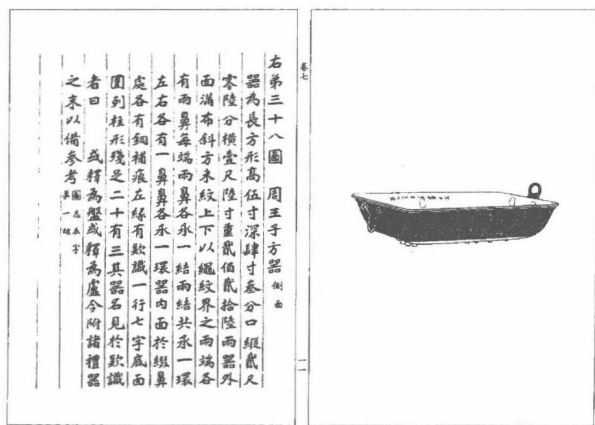 右第三十八圖　周王子方器 側面
器為長方形高伍寸深肆寸叁分口縱貳尺
零陸分橫壹尺陸寸重貳佰貳拾陸兩器外
面滿布斜方米紋上下以繩紋界之兩端各
有兩鼻每端兩鼻各承一結兩結共承一環
左右各有一鼻鼻各承一環器內面於綴鼻
處各有銅補痕左緣有欵識一行七字底面
圍列柱形殘足二十有三其器名見於欵識
者曰　或釋為盤或釋為盧今附諸禮器
之末以備參考
卷七